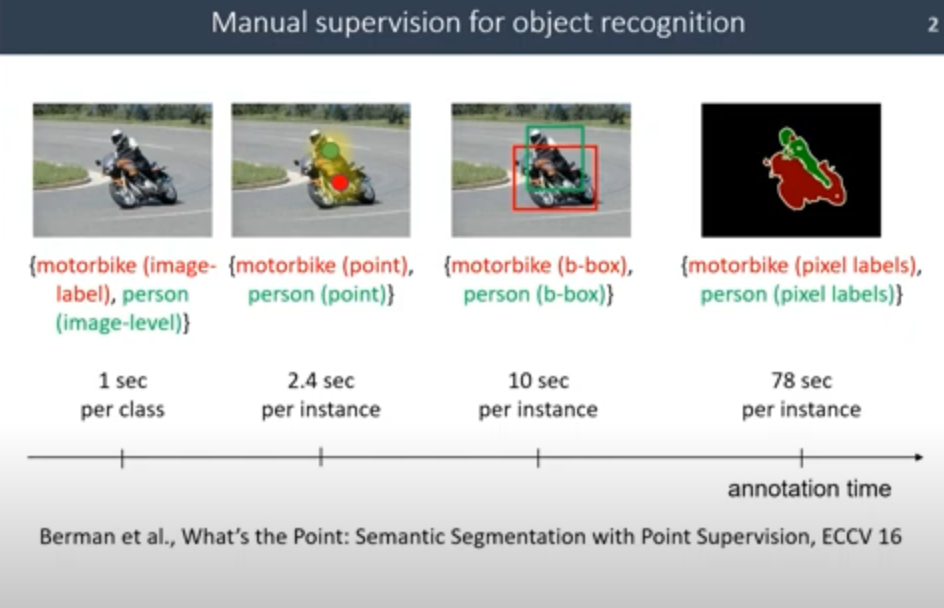 Manual supervision for object recognition
2
{motorbike (image-
label), person
(image-level)}
{motorbike (point),
person (point)}
{motorbike (b-box),
person (b-box)}
{motorbike (pixel labels),
person (pixel labels)}
1 sec
per class
2.4 sec
per instance
10 sec
per instance
78 sec
per instance
annotation time
Berman et al., What's the Point: Semantic Segmentation with Point Supervision, ECCV 16